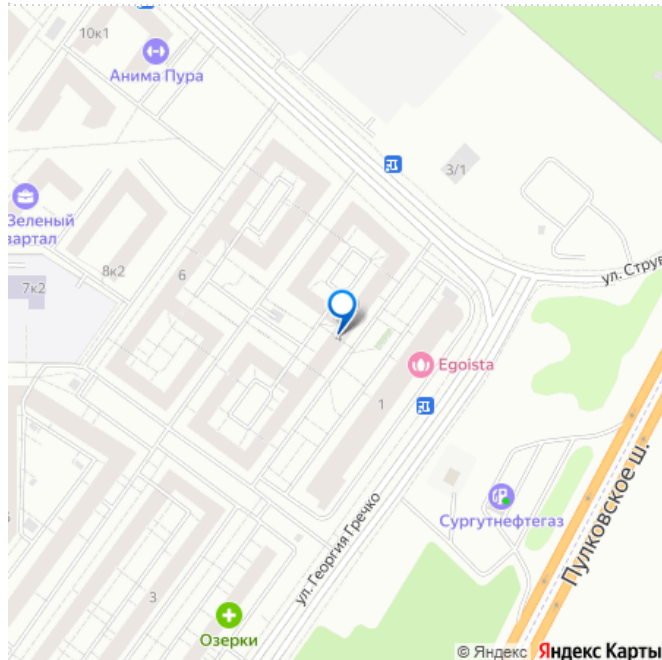 10к1
Анима Пура
3/1
Зеленый
вартал
8к2
6
7к2
ул. Струв
4
Egoista
1
Сургутнефтегаз
Пулковское ш.
ул. Георгия Гречко
3
Озерки
© Яндекс Яндекс Карты